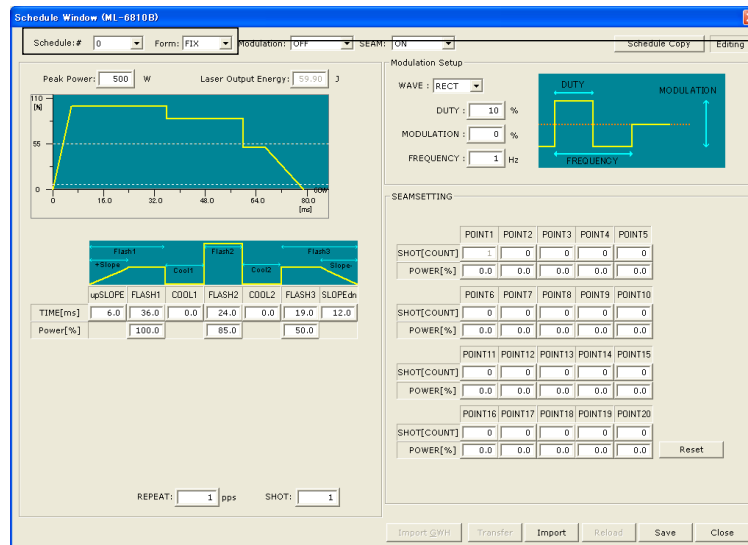 Schedule Window (ML-6810B)
Schedule:# 0 Form: FIX Modulation: OFF SEAM: ON Schedule Copy Editing
Peak Power: 500 W Laser Output Energy: 59.90 J
110
[%]
55
0
0 16.0 32.0 48.0 64.0 80.0
[ms]
Flash1 Flash2 Flash3
+Slope Cool1 Cool2 Slope-
upSLOPE FLASH1 COOL1 FLASH2 COOL2 FLASH3 SLOPEdn
TIME[ms] 6.0 36.0 0.0 24.0 0.0 19.0 12.0
Power[%] 100.0 85.0 50.0
REPEAT: 1 pps SHOT: 1
Modulation Setup
WAVE : RECT
DUTY : 10 %
MODULATION : 0 %
FREQUENCY : 1 Hz
DUTY
MODULATION
FREQUENCY
SEAMSETTING
POINT1 POINT2 POINT3 POINT4 POINT5
SHOT[COUNT] 1 0 0 0 0
POWER[%] 0.0 0.0 0.0 0.0 0.0
POINT6 POINT7 POINT8 POINT9 POINT10
SHOT[COUNT] 0 0 0 0 0
POWER[%] 0.0 0.0 0.0 0.0 0.0
POINT11 POINT12 POINT13 POINT14 POINT15
SHOT[COUNT] 0 0 0 0 0
POWER[%] 0.0 0.0 0.0 0.0 0.0
POINT16 POINT17 POINT18 POINT19 POINT20
SHOT[COUNT] 0 0 0 0 0
POWER[%] 0.0 0.0 0.0 0.0 0.0 Reset
Import GWH Transfer Import Reload Save Close